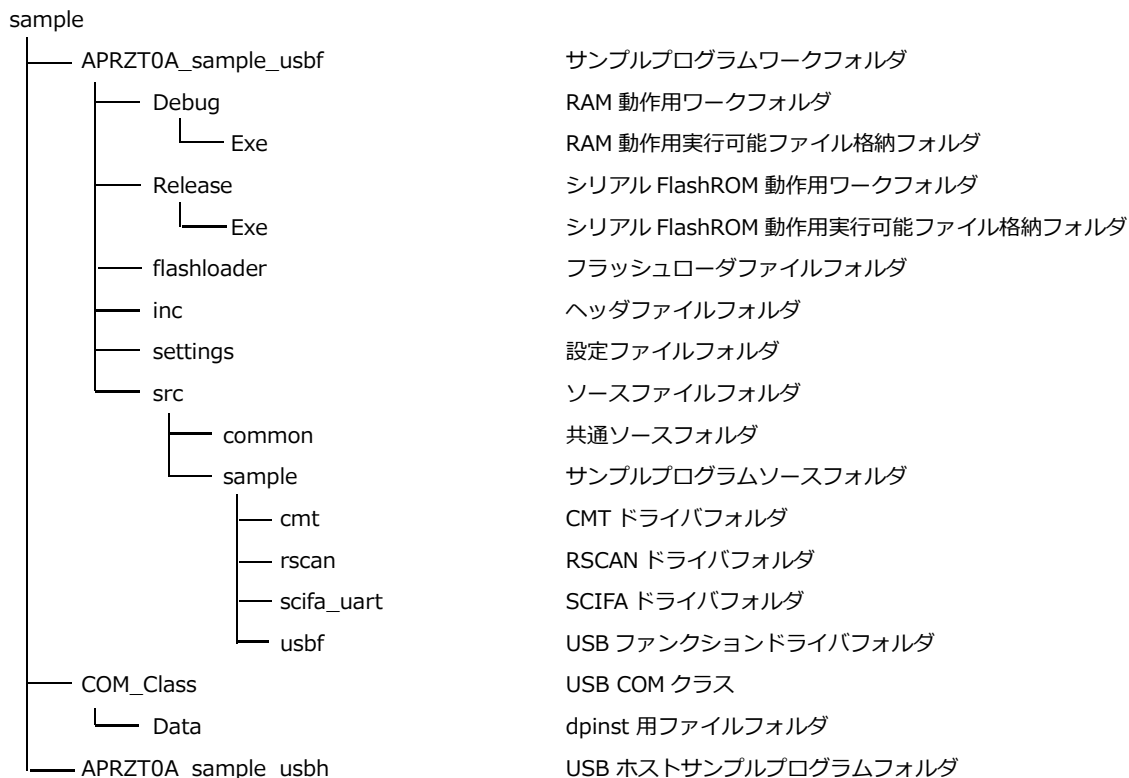 sample
APRZT0A_sample_usbf サンプルプログラムワークフォルダ
Debug RAM 動作用ワークフォルダ
Exe RAM 動作用実行可能ファイル格納フォルダ
Release シリアル FlashROM 動作用ワークフォルダ
Exe シリアル FlashROM 動作用実行可能ファイル格納フォルダ
flashloader フラッシュローダファイルフォルダ
inc ヘッダファイルフォルダ
settings 設定ファイルフォルダ
src ソースファイルフォルダ
common 共通ソースフォルダ
sample サンプルプログラムソースフォルダ
cmt CMT ドライバフォルダ
rscan RSCAN ドライバフォルダ
scifa_uart SCIFA ドライバフォルダ
usbf USB ファンクションドライバフォルダ
COM_Class USB COM クラス
Data dpinst 用ファイルフォルダ
APRZT0A_sample_usbh USB ホストサンプルプログラムフォルダ